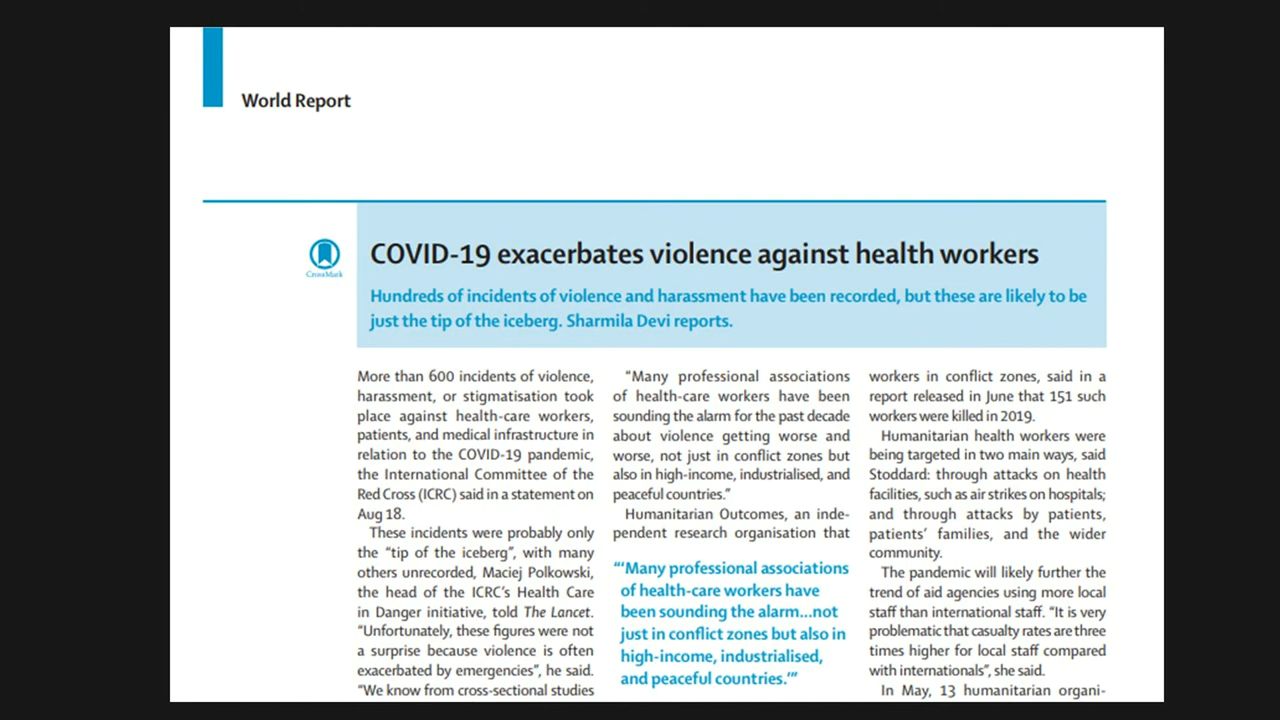 World Report
COVID-19 exacerbates violence against health workers
CrossMark
Hundreds of incidents of violence and harassment have been recorded, but these are likely to be
just the tip of the iceberg. Sharmila Devi reports.
More than 600 incidents of violence,
harassment, or stigmatisation took
place against health-care workers,
patients, and medical infrastructure in
relation to the COVID-19 pandemic,
the International Committee of the
Red Cross (ICRC) said in a statement on
Aug 18.
These incidents were probably only
the “tip of the iceberg”, with many
others unrecorded, Maciej Polkowski,
the head of the ICRC’s Health Care
in Danger initiative, told The Lancet.
“Unfortunately, these figures were not
a surprise because violence is often
exacerbated by emergencies”, he said.
“We know from cross-sectional studies
“Many professional associations
of health-care workers have been
sounding the alarm for the past decade
about violence getting worse and
worse, not just in conflict zones but
also in high-income, industrialised, and
peaceful countries.”
Humanitarian Outcomes, an inde-
pendent research organisation that
“‘Many professional associations
of health-care workers have
been sounding the alarm...not
just in conflict zones but also in
high-income, industrialised,
and peaceful countries.’”
workers in conflict zones, said in a
report released in June that 151 such
workers were killed in 2019.
Humanitarian health workers were
being targeted in two main ways, said
Stoddard: through attacks on health
facilities, such as air strikes on hospitals;
and through attacks by patients,
patients’ families, and the wider
community.
The pandemic will likely further the
trend of aid agencies using more local
staff than international staff. “It is very
problematic that casualty rates are three
times higher for local staff compared
with internationals”, she said.
In May, 13 humanitarian organi-